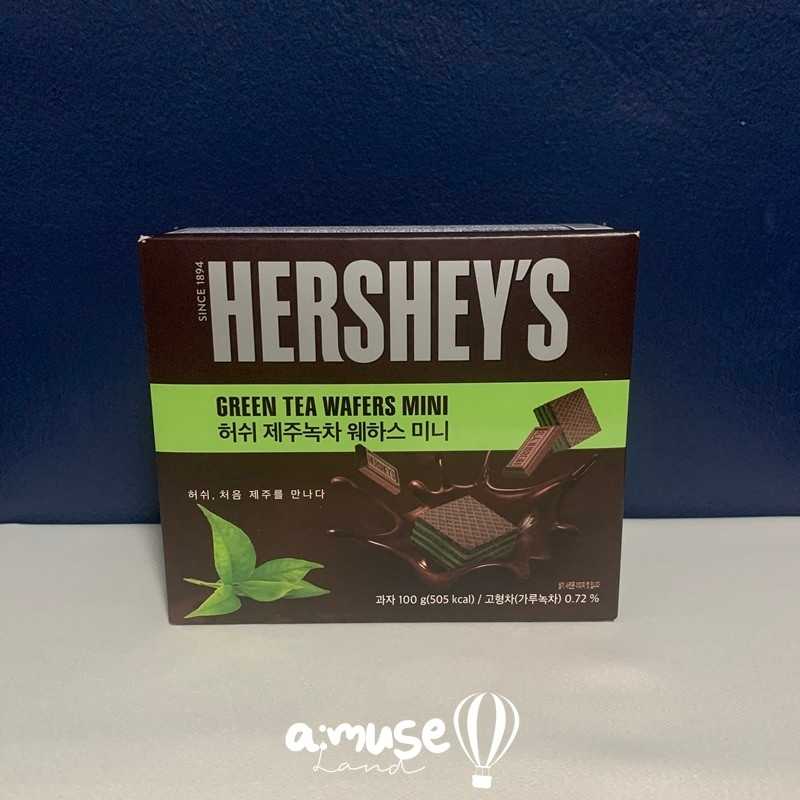 SINCE 1894
HERSHEY'S
GREEN TEA WAFERS MINI
허쉬 제주녹차 웨하스 미니
허쉬, 처음 제주를 만나다
과자 100 g(505 kcal) / 고형차(가루녹차) 0.72 %
a:muse
Land